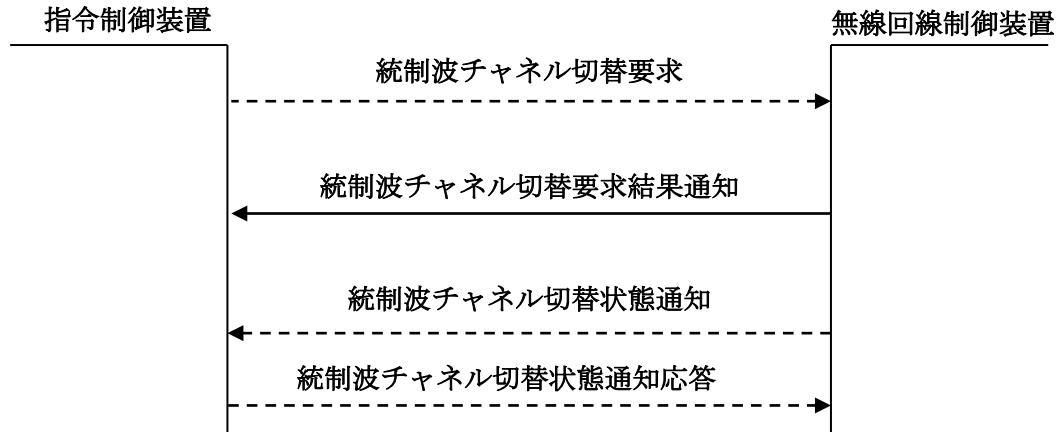 指令制御装置
無線回線制御装置
統制波チャネル切替要求
統制波チャネル切替要求結果通知
統制波チャネル切替状態通知
統制波チャネル切替状態通知応答